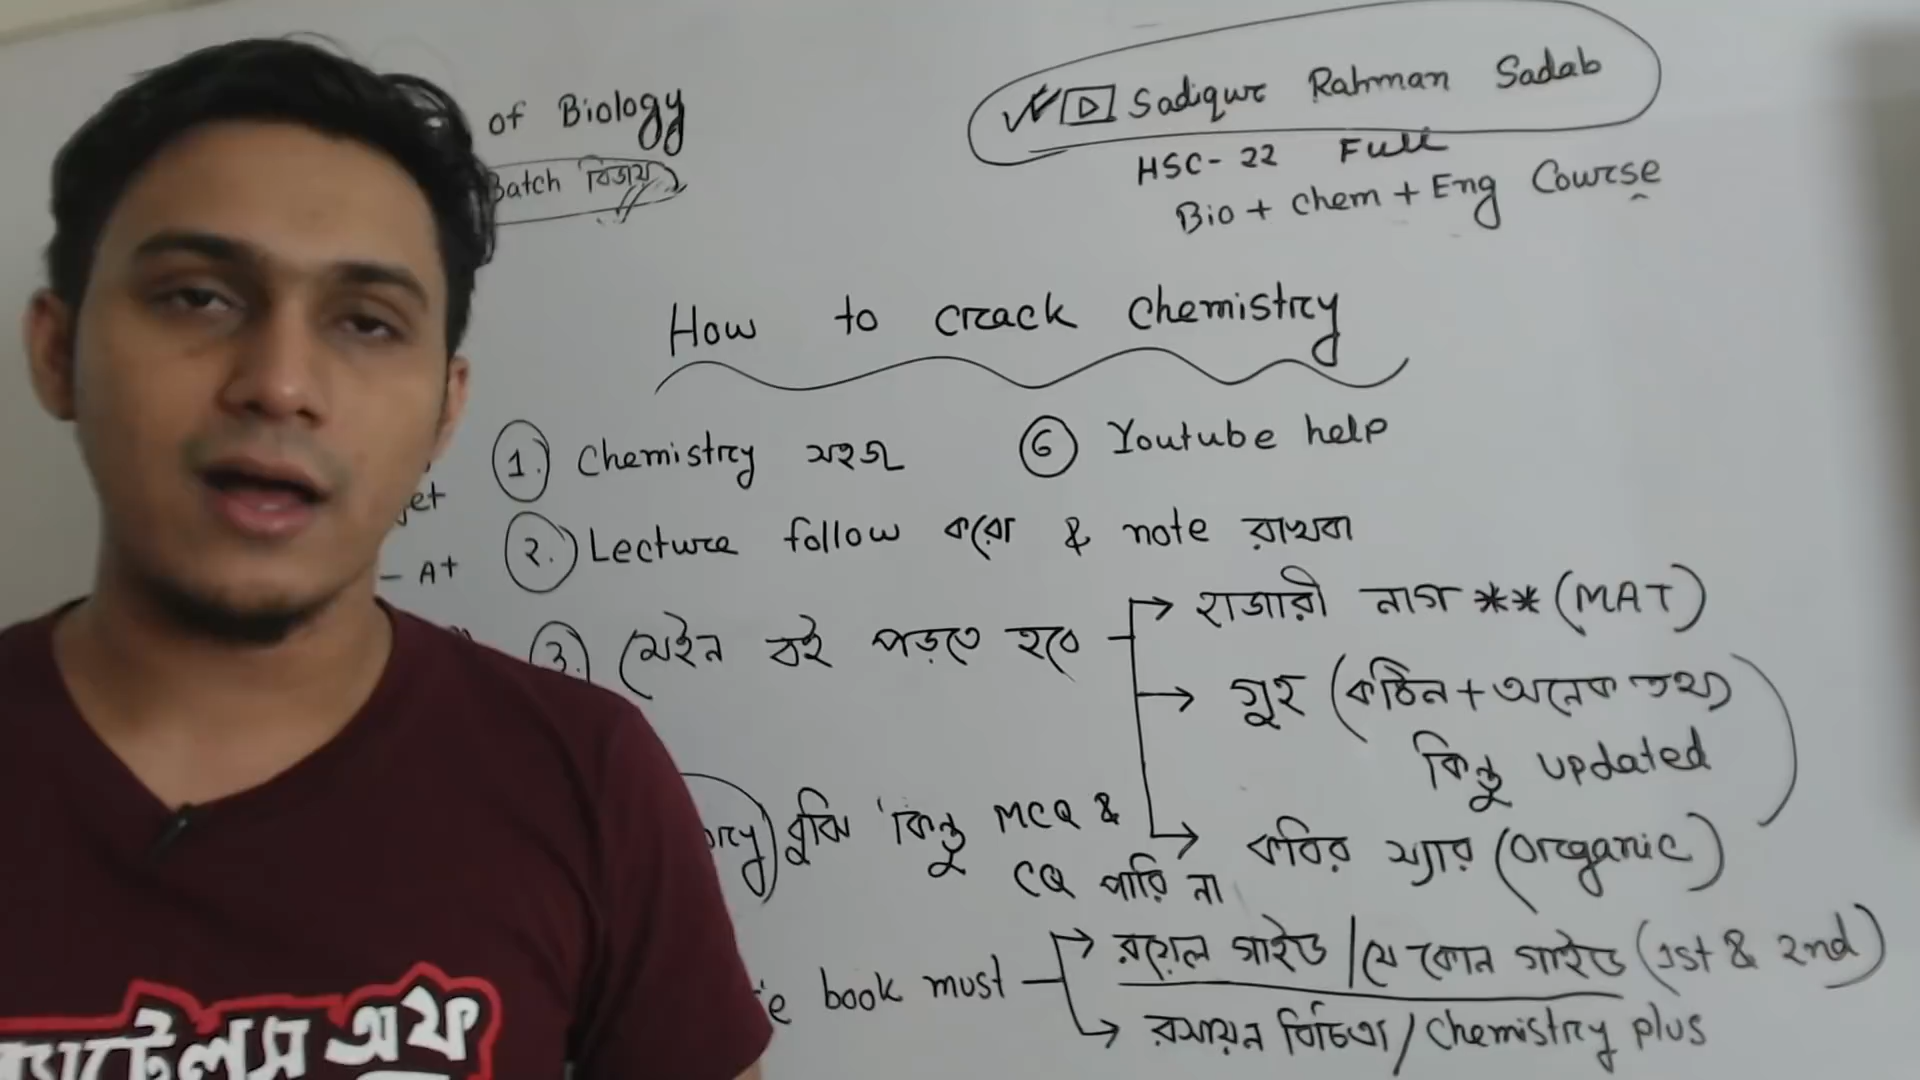 of Biology
Batch বিজয়
Sadiqur Rahman Sadab
HSC-22 Full
Bio + chem + Eng Course
How to crack chemistry
1. Chemistry সহজ
6 Youtube help
2. Lecture follow করো & note রাখবা
- A+
3. মেইন বই পড়তে হবে
হাজারী নাগ ** (MAT)
গুহ (কঠিন + অনেক তথ্য
কিন্তু updated
কবির স্যার (Organic)
বুঝি কিন্তু MCQ &
CQ পারি না
book must
রয়েল গাইড / যে কোন গাইড (1st & 2nd)
রসায়ন বিচিত্রা / Chemistry plus
ব্যাটেলস অফ